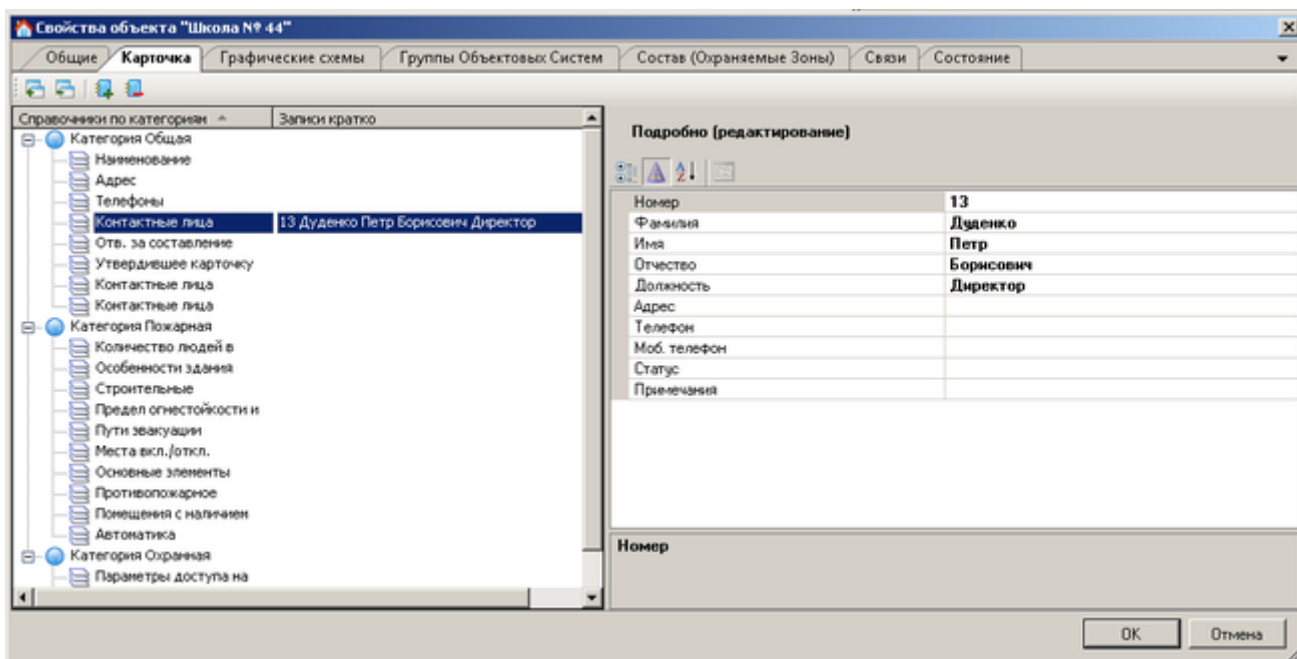 Свойства объекта "Школа № 44"
Общие Карточка Графические схемы Группы Объектовых Систем Состав (Охраняемые Зоны) Связи Состояние
Справочники по категориям Записи кратко
Категория Общая
Наименование
Адрес
Телефоны
Контактные лица 13 Дуденко Петр Борисович Директор
Отв. за составление
Утвердившее карточку
Контактные лица
Контактные лица
Категория Пожарная
Количество людей в
Особенности здания
Строительные
Предел огнестойкости и
Пути эвакуации
Места вкл./откл.
Основные элементы
Противопожарное
Помещения с наличием
Автоматика
Категория Охранная
Параметры доступа на
Подробно (редактирование)
Номер 13
Фамилия Дуденко
Имя Петр
Отчество Борисович
Должность Директор
Адрес
Телефон
Моб. телефон
Статус
Примечания
Номер
OK Отмена